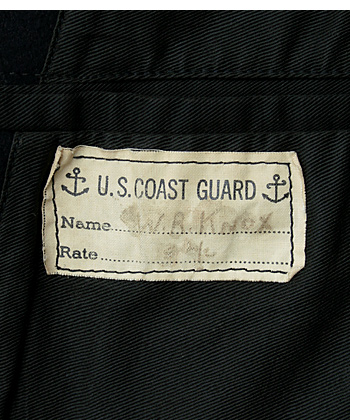 U.S. COAST GUARD
Name W.R. Knox
Rate